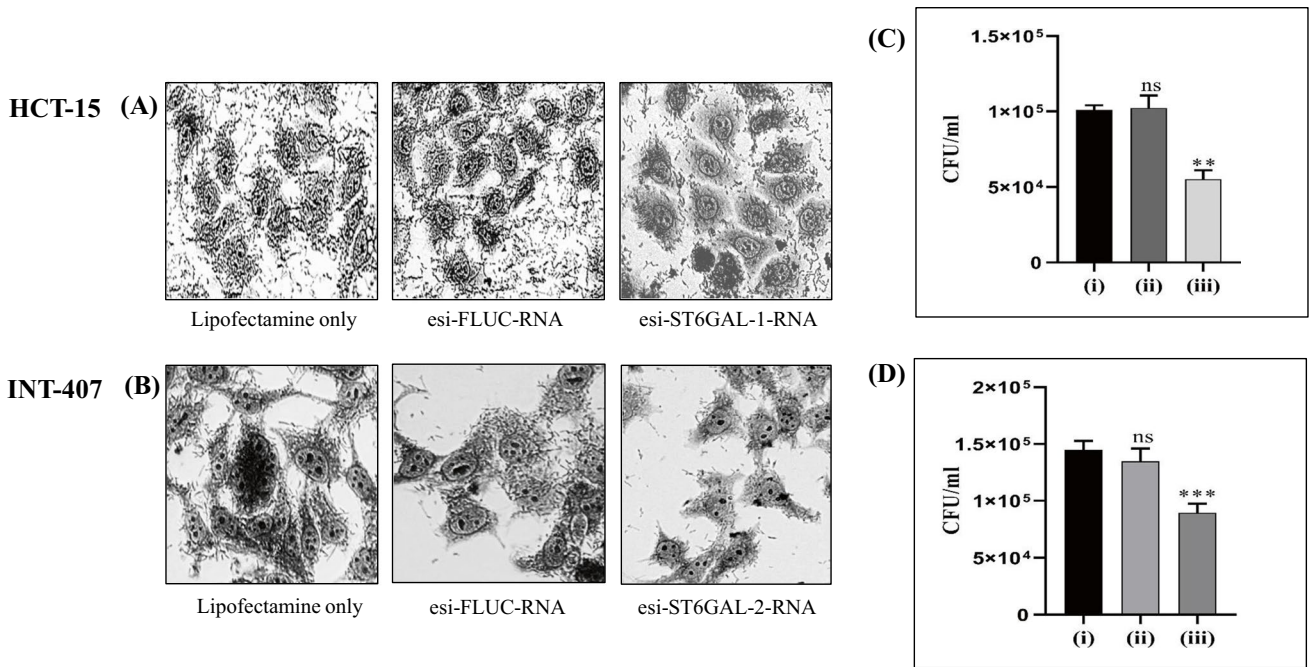 HCT-15 (A)
Lipofectamine only
esi-FLUC-RNA
esi-ST6GAL-1-RNA
INT-407 (B)
Lipofectamine only
esi-FLUC-RNA
esi-ST6GAL-2-RNA
(C)
CFU/ml
1.5×10⁵
1×10⁵
5×10⁴
0
ns
**
(i) (ii) (iii)
(D)
CFU/ml
2×10⁵
1.5×10⁵
1×10⁵
5×10⁴
0
ns
***
(i) (ii) (iii)